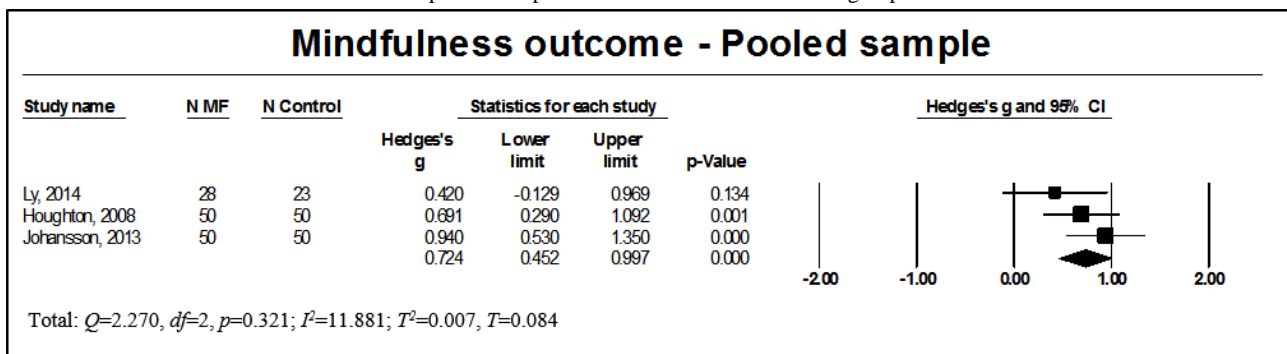 Mindfulness outcome - Pooled sample
Study name N MF N Control Statistics for each study Hedges's g and 95% CI
Hedges's g Lower limit Upper limit p-Value
Ly, 2014 28 23 0.420 -0.129 0.969 0.134
Houghton, 2008 50 50 0.691 0.290 1.092 0.001
Johansson, 2013 50 50 0.940 0.530 1.350 0.000
0.724 0.452 0.997 0.000
-2.00 -1.00 0.00 1.00 2.00
Total: Q=2.270, df=2, p=0.321; I²=11.881; T²=0.007, T=0.084